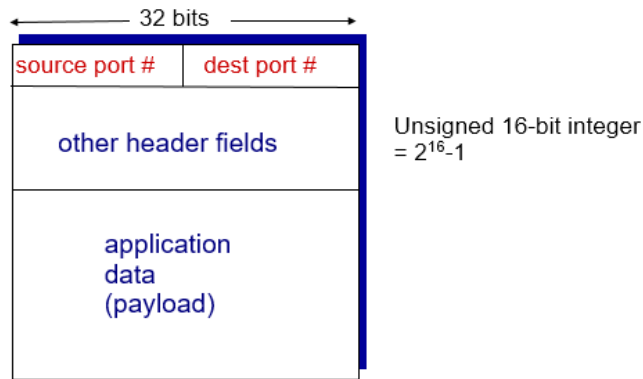 32 bits
source port #
dest port #
other header fields
Unsigned 16-bit integer
= 2¹⁶-1
application
data
(payload)